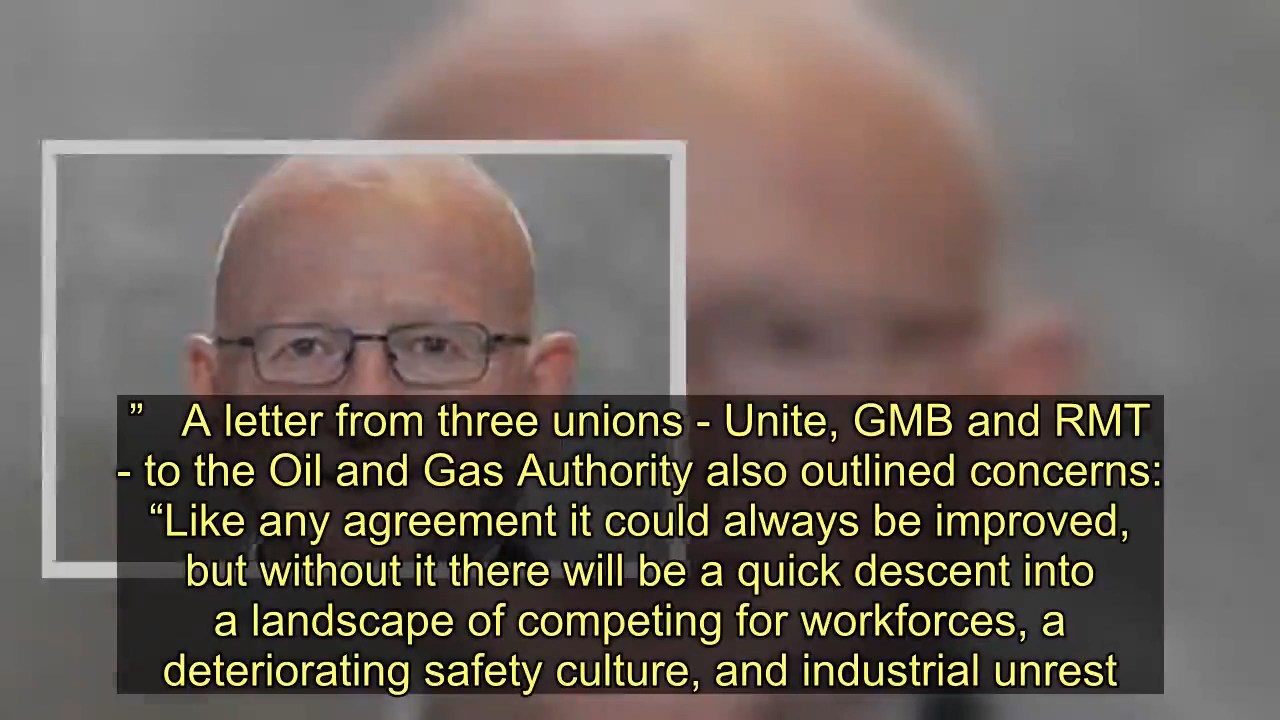 ” A letter from three unions - Unite, GMB and RMT
- to the Oil and Gas Authority also outlined concerns:
“Like any agreement it could always be improved,
but without it there will be a quick descent into
a landscape of competing for workforces, a
deteriorating safety culture, and industrial unrest